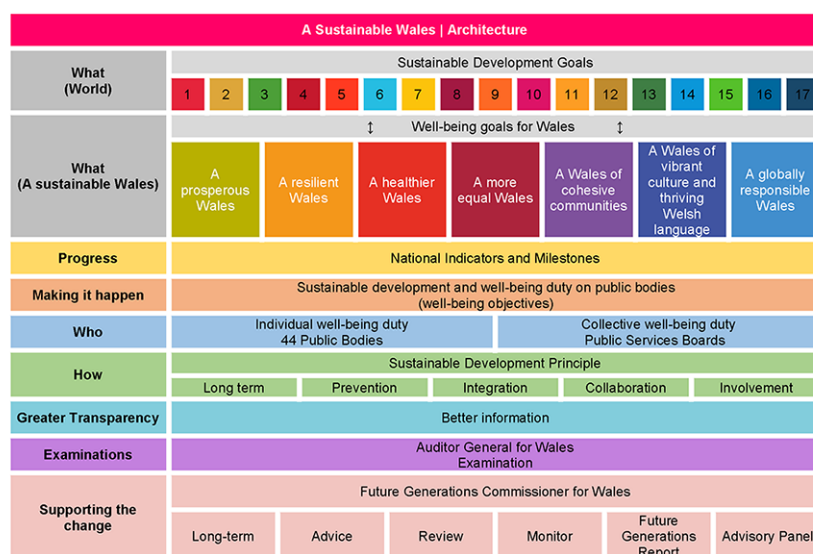 A Sustainable Wales | Architecture
What
(World)
Sustainable Development Goals
1 2 3 4 5 6 7 8 9 10 11 12 13 14 15 16 17
What
(A sustainable Wales)
↕ Well-being goals for Wales ↕
A
prosperous
Wales
A resilient
Wales
A healthier
Wales
A more
equal Wales
A Wales of
cohesive
communities
A Wales of
vibrant
culture and
thriving
Welsh
language
A globally
responsible
Wales
Progress
National Indicators and Milestones
Making it happen
Sustainable development and well-being duty on public bodies
(well-being objectives)
Who
Individual well-being duty
44 Public Bodies
Collective well-being duty
Public Services Boards
How
Sustainable Development Principle
Long term
Prevention
Integration
Collaboration
Involvement
Greater Transparency
Better information
Examinations
Auditor General for Wales
Examination
Supporting the
change
Future Generations Commissioner for Wales
Long-term
Advice
Review
Monitor
Future
Generations
Report
Advisory Panel